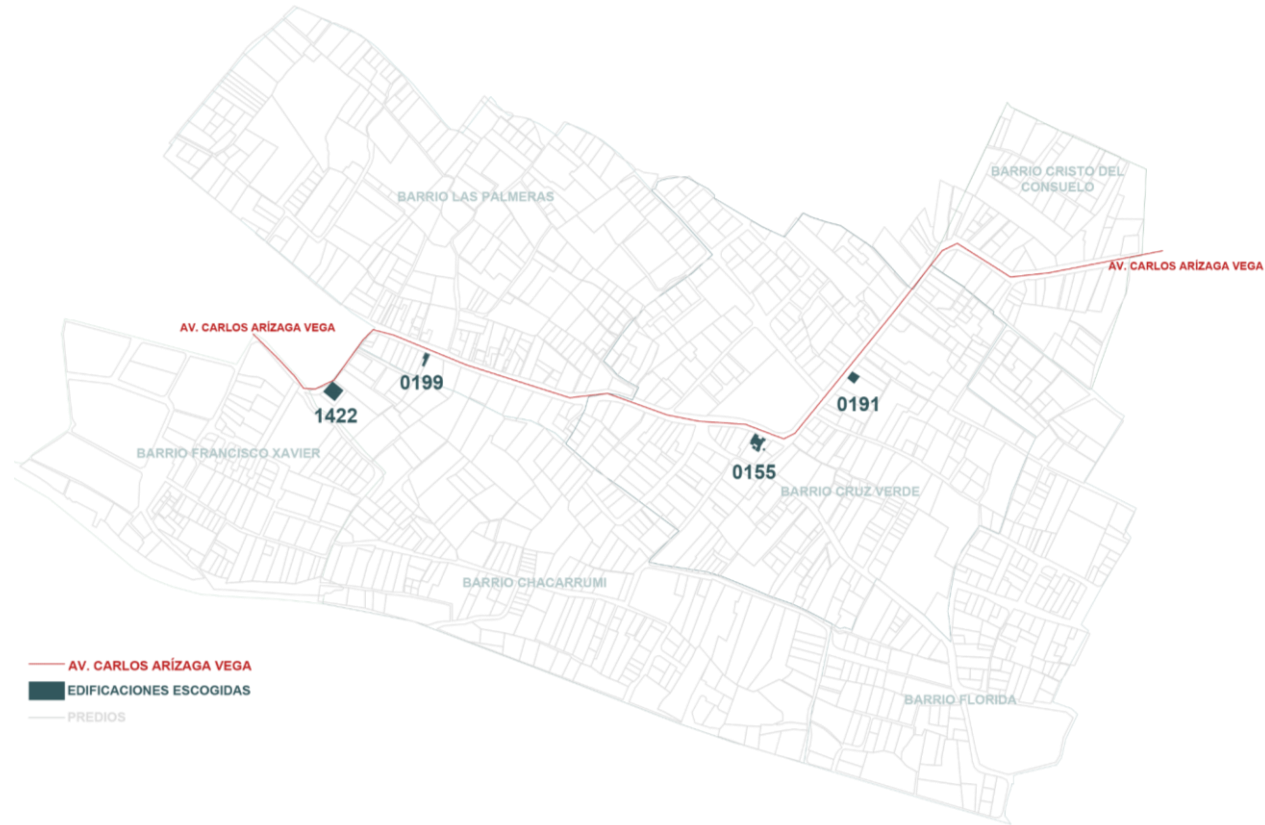 BARRIO CRISTO DEL
CONSUELO
BARRIO LAS PALMERAS
AV. CARLOS ARÍZAGA VEGA
AV. CARLOS ARÍZAGA VEGA
0199
0191
1422
BARRIO FRANCISCO XAVIER
0155
BARRIO CRUZ VERDE
BARRIO CHACARRUMI
AV. CARLOS ARÍZAGA VEGA
EDIFICACIONES ESCOGIDAS
BARRIO FLORIDA
PREDIOS